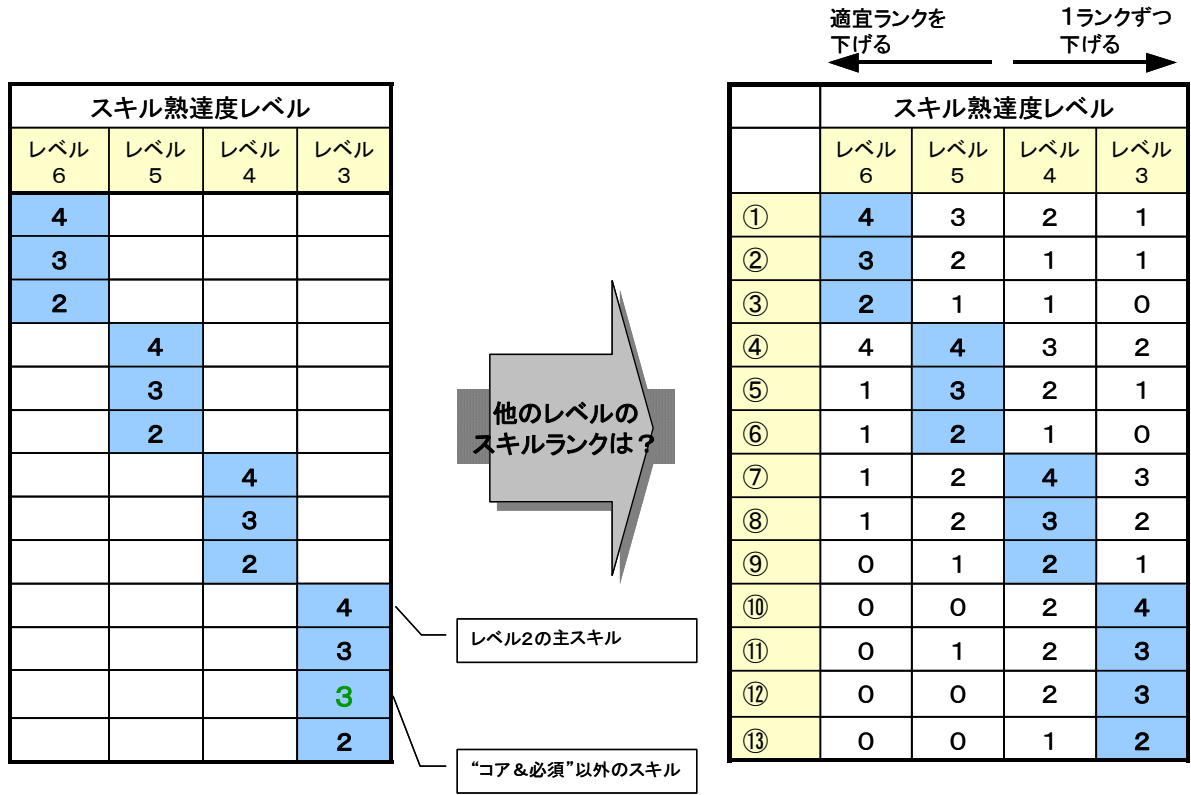 適宜ランクを
下げる
1ランクずつ
下げる
スキル熟達度レベル
レベル
6
レベル
5
レベル
4
レベル
3
4
3
2
4
3
2
4
3
2
4
3
3
2
他のレベルの
スキルランクは？
レベル2の主スキル
“コア＆必須”以外のスキル
スキル熟達度レベル
レベル
6
レベル
5
レベル
4
レベル
3
① 4 3 2 1
② 3 2 1 1
③ 2 1 1 0
④ 4 4 3 2
⑤ 1 3 2 1
⑥ 1 2 1 0
⑦ 1 2 4 3
⑧ 1 2 3 2
⑨ 0 1 2 1
⑩ 0 0 2 4
⑪ 0 1 2 3
⑫ 0 0 2 3
⑬ 0 0 1 2